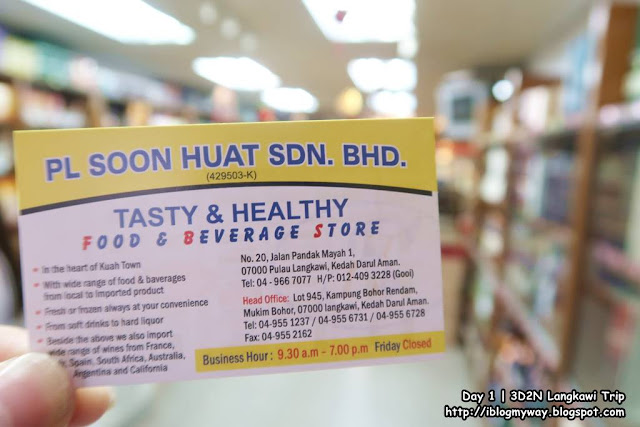 PL SOON HUAT SDN. BHD.
(429503-K)
TASTY & HEALTHY
FOOD & BEVERAGE STORE
In the heart of Kuah Town
With wide range of food & baverages
from local to imported product
Fresh or frozen always at your convenience
From soft drinks to hard liquor
Beside the above we also import
wide range of wines from France,
Spain, South Africa, Australia,
Argentina and California
No. 20, Jalan Pandak Mayah 1,
07000 Pulau Langkawi, Kedah Darul Aman.
Tel: 04 - 966 7077 H/P: 012-409 3228 (Gooi)
Head Office: Lot 945, Kampung Bohor Rendam,
Mukim Bohor, 07000 langkawi, Kedah Darul Aman.
Tel: 04-955 1237 / 04-955 6731 / 04-955 6728
Fax: 04-955 2162
Business Hour : 9.30 a.m - 7.00 p.m Friday Closed
Day 1 | 3D2N Langkawi Trip
http://iblogmyway.blogspot.com/